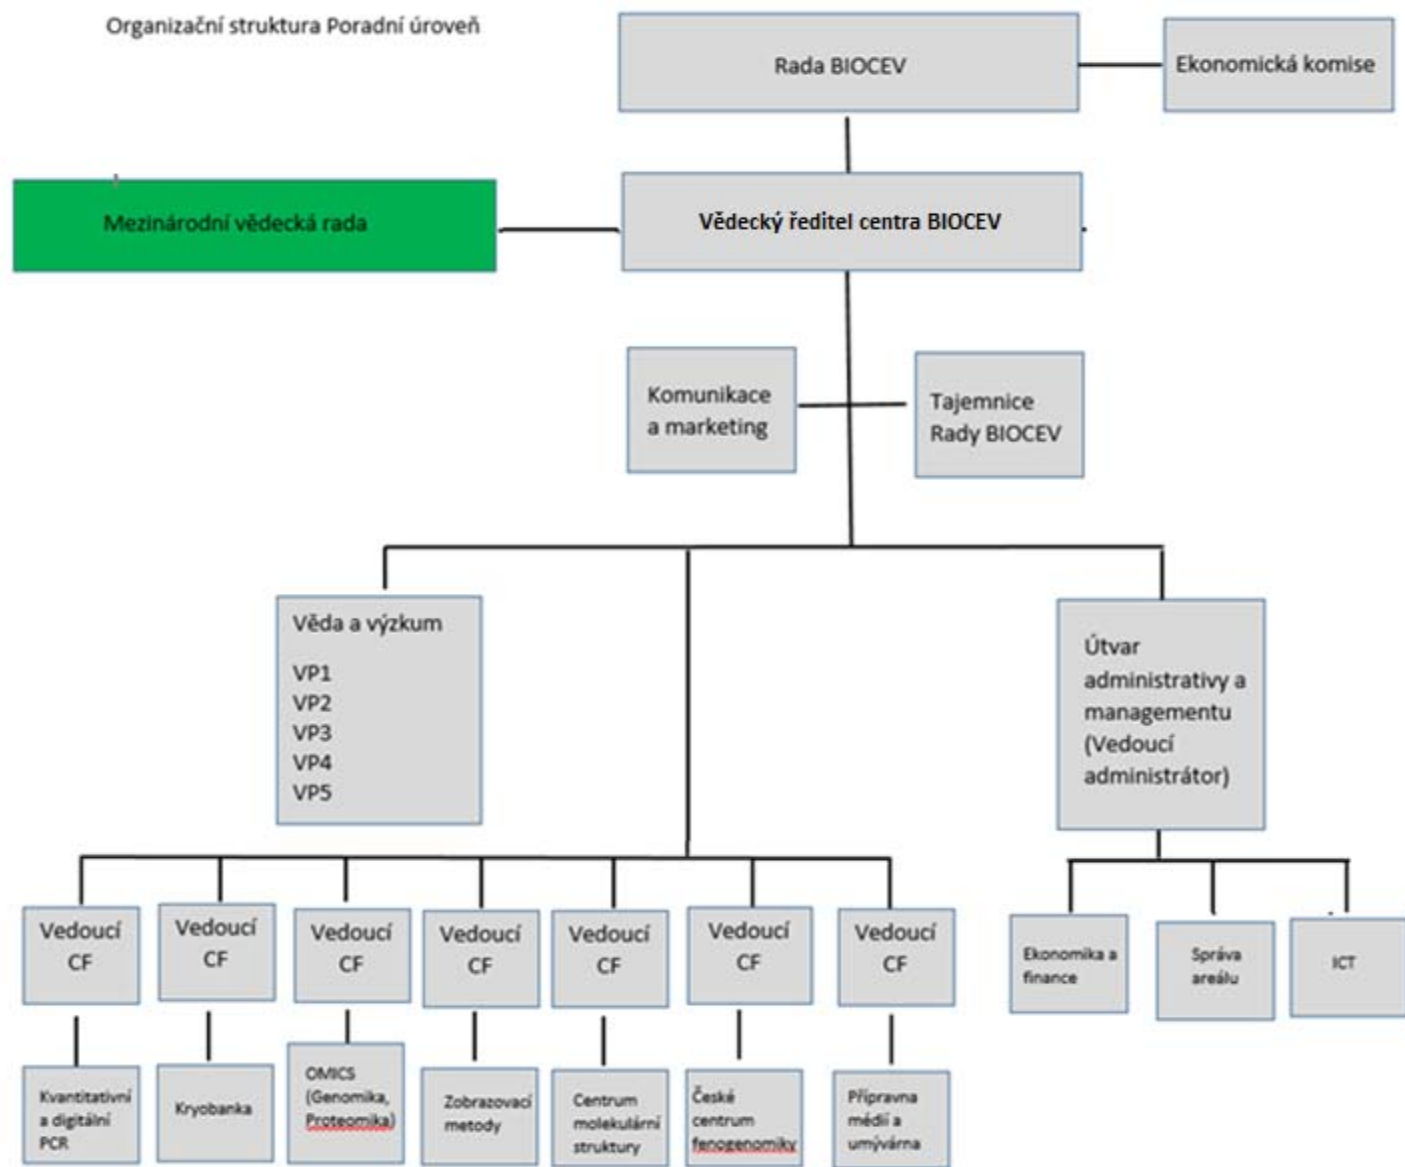 Organizační struktura Poradní úroveň
Rada BIOCEV
Ekonomická komise
Mezinárodní vědecká rada
Vědecký ředitel centra BIOCEV
Komunikace
a marketing
Tajemnice
Rady BIOCEV
Věda a výzkum
VP1
VP2
VP3
VP4
VP5
Útvar
administrativy a
managementu
(Vedoucí
administrátor)
Vedoucí
CF
Vedoucí
CF
Vedoucí
CF
Vedoucí
CF
Vedoucí
CF
Vedoucí
CF
Vedoucí
CF
Ekonomika a
finance
Správa
areálu
ICT
Kvantitativní
a digitální
PCR
Kryobanka
OMICS
(Genomika,
Proteomika)
Zobrazovací
metody
Centrum
molekulární
struktury
České
centrum
fenogenomiky
Přípravna
médií a
umývárna